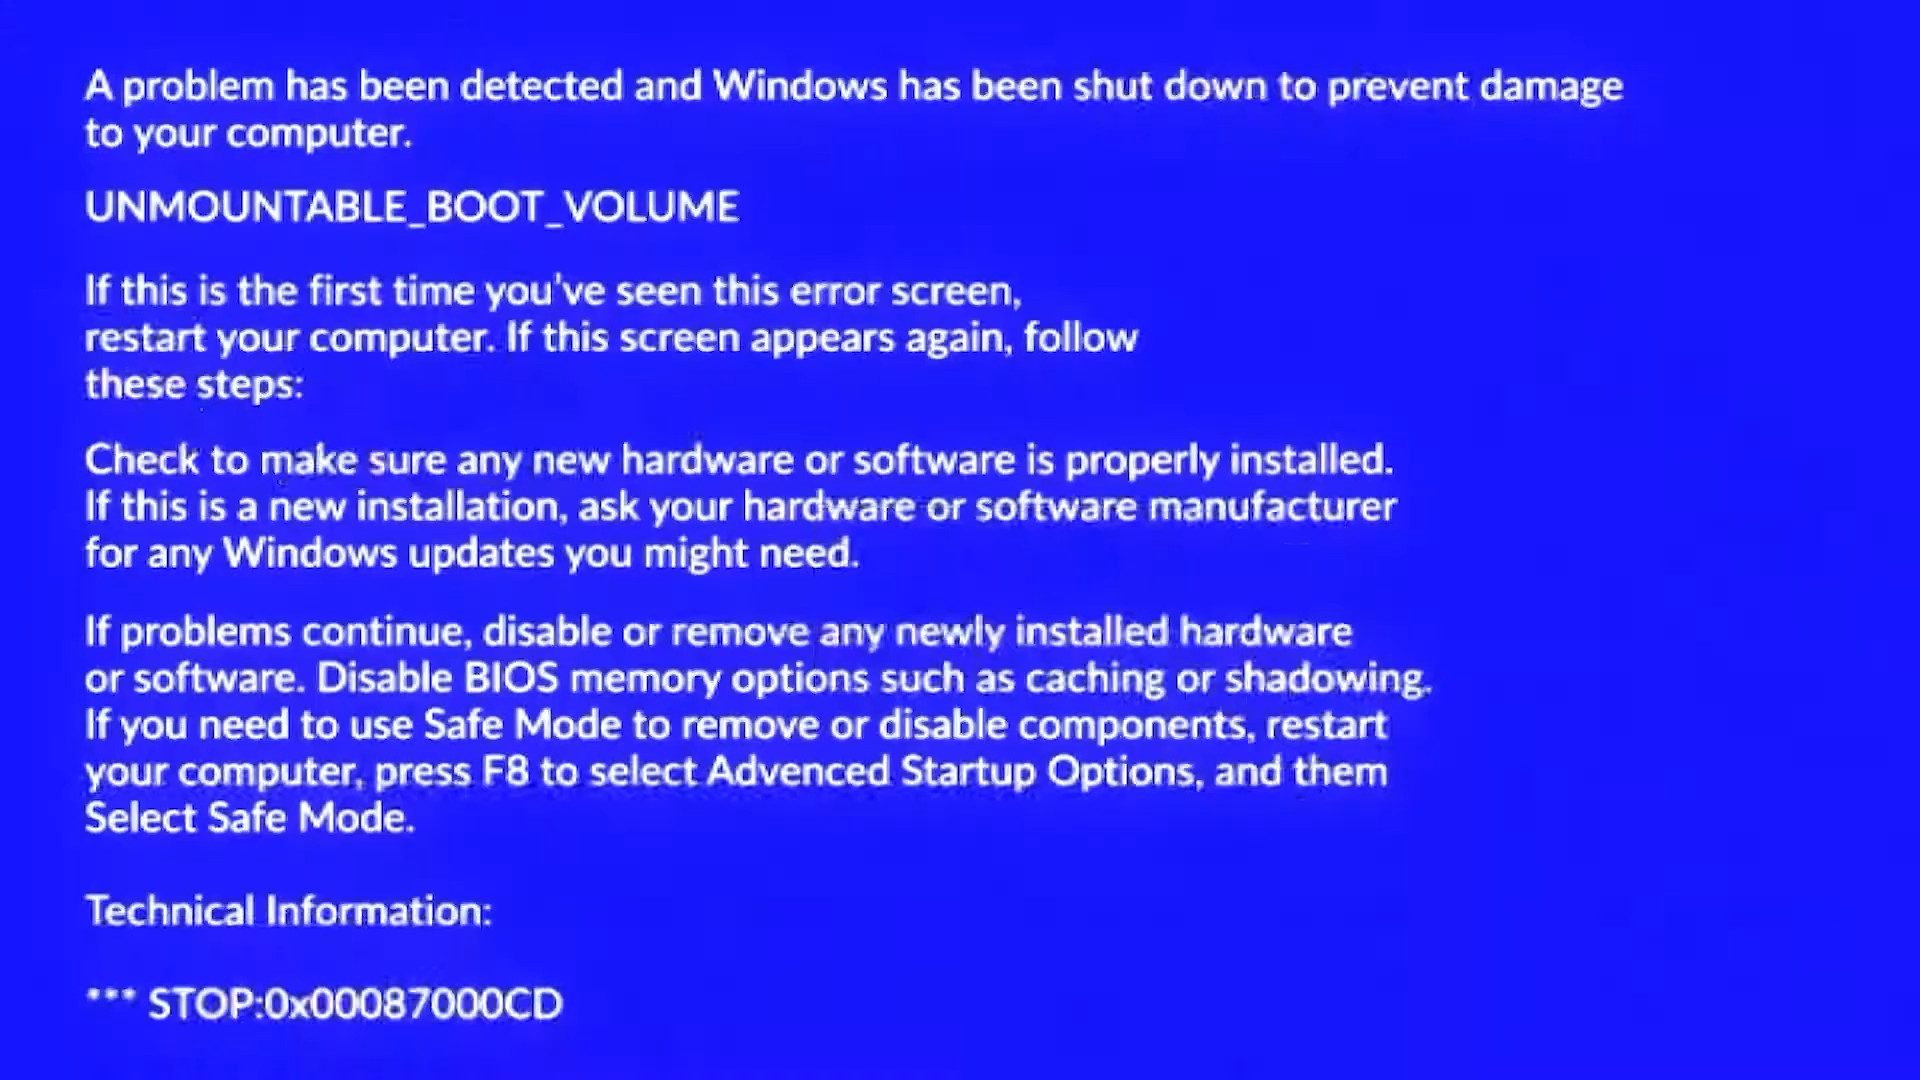 A problem has been detected and Windows has been shut down to prevent damage
to your computer.
UNMOUNTABLE_BOOT_VOLUME
If this is the first time you've seen this error screen,
restart your computer. If this screen appears again, follow
these steps:
Check to make sure any new hardware or software is properly installed.
If this is a new installation, ask your hardware or software manufacturer
for any Windows updates you might need.
If problems continue, disable or remove any newly installed hardware
or software. Disable BIOS memory options such as caching or shadowing.
If you need to use Safe Mode to remove or disable components, restart
your computer, press F8 to select Advenced Startup Options, and them
Select Safe Mode.
Technical Information:
*** STOP:0x00087000CD